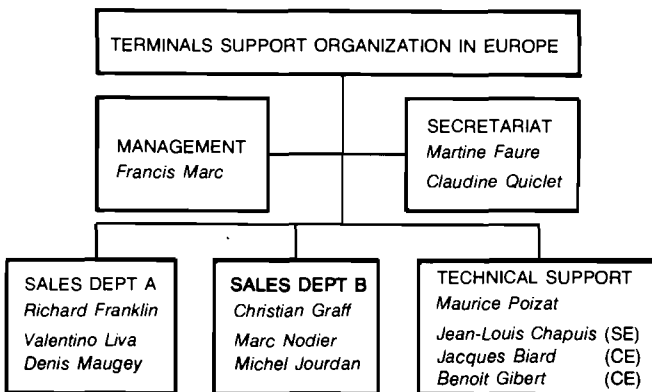 TERMINALS SUPPORT ORGANIZATION IN EUROPE
MANAGEMENT
Francis Marc
SECRETARIAT
Martine Faure
Claudine Quiclet
SALES DEPT A
Richard Franklin
Valentino Liva
Denis Maugey
SALES DEPT B
Christian Graff
Marc Nodier
Michel Jourdan
TECHNICAL SUPPORT
Maurice Poizat
Jean-Louis Chapuis (SE)
Jacques Biard (CE)
Benoit Gibert (CE)